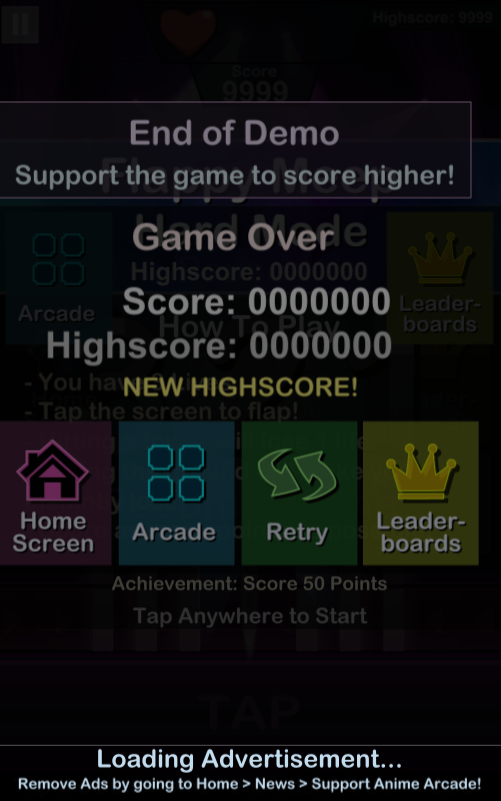 Highscore: 9999
Score
9999
End of Demo
Flappy Meep
Support the game to score higher!
Game Over
Hard Mode
Highscore: 0000000
Arcade
Score: 0000000
Leader-
boards
How To Play
Highscore: 0000000
- You have
NEW HIGHSCORE!
- Tap the screen to flap!
Home
Screen
Arcade
Retry
Leader-
boards
Achievement: Score 50 Points
Tap Anywhere to Start
TAP
Loading Advertisement...
Remove Ads by going to Home > News > Support Anime Arcade!